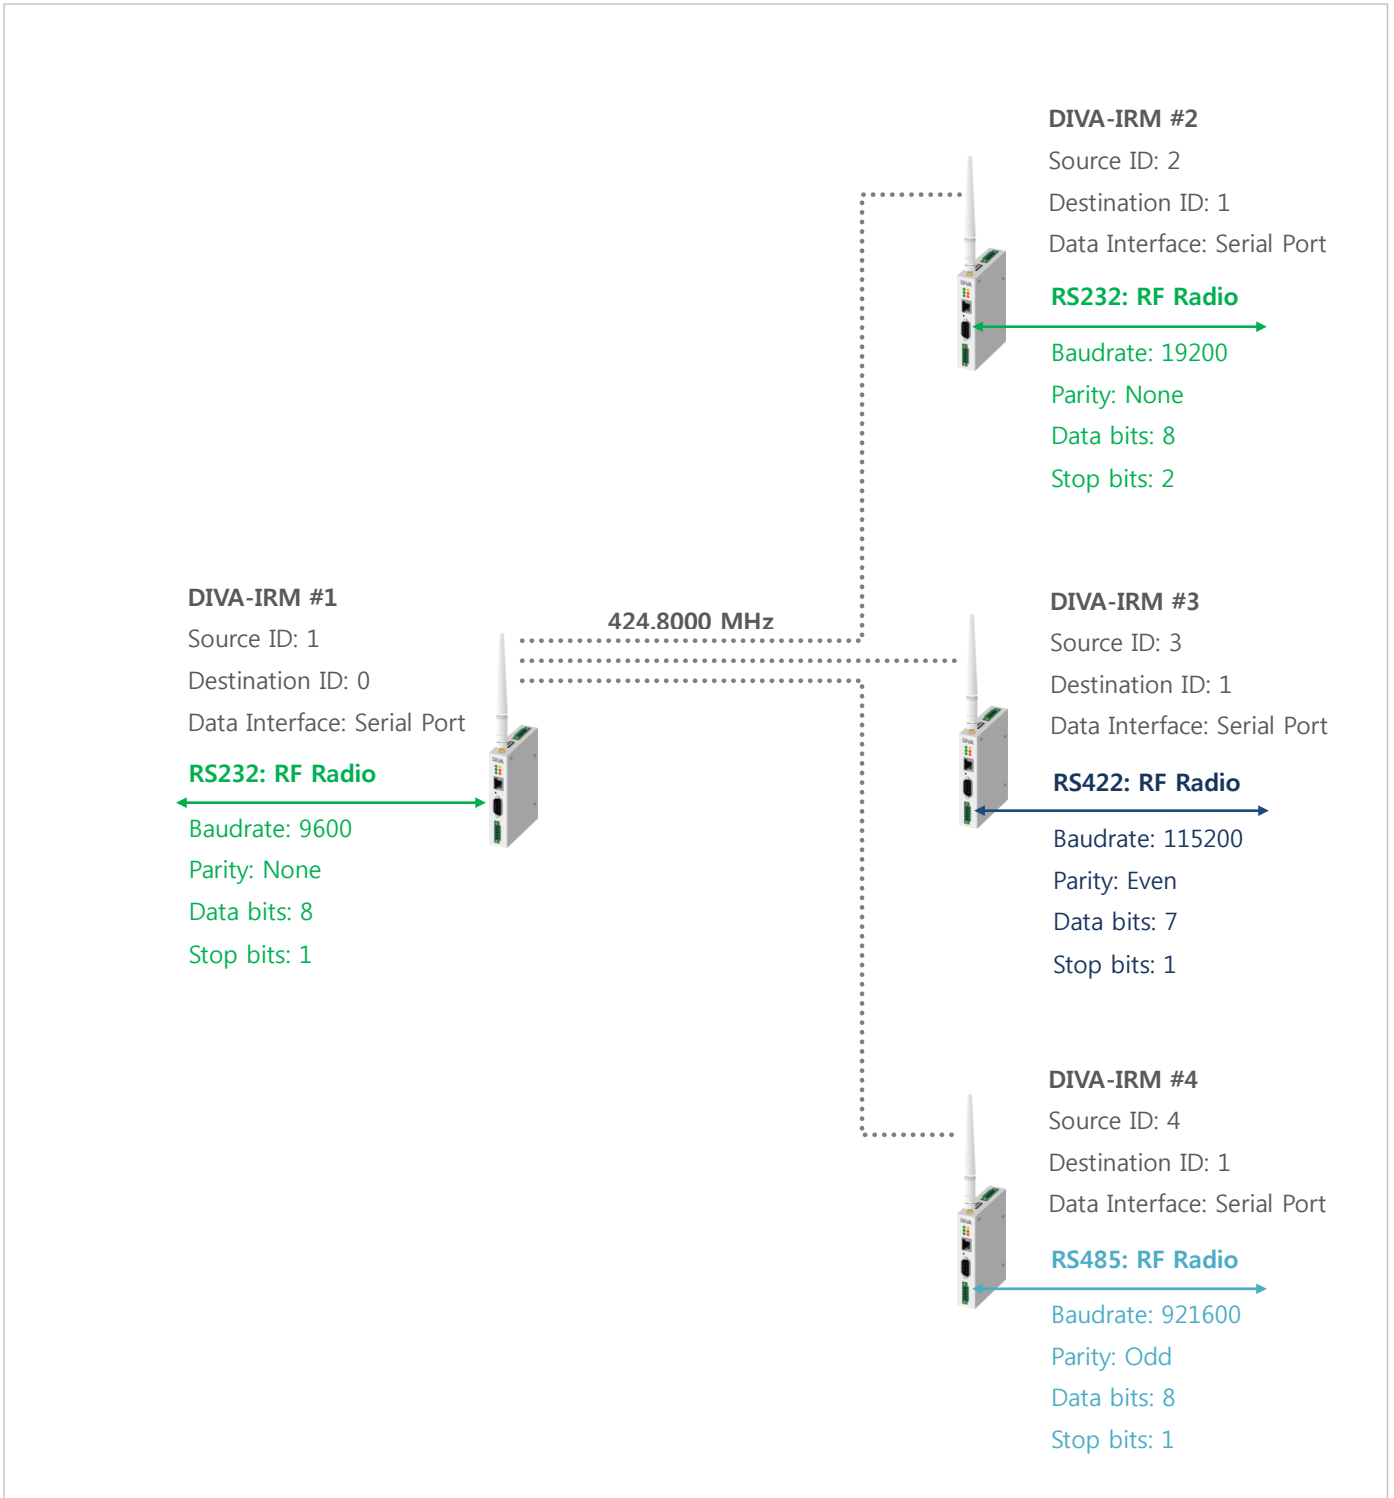 DIVA-IRM #2
Source ID: 2
Destination ID: 1
Data Interface: Serial Port
RS232: RF Radio
Baudrate: 19200
Parity: None
Data bits: 8
Stop bits: 2
DIVA-IRM #1
Source ID: 1
Destination ID: 0
Data Interface: Serial Port
RS232: RF Radio
Baudrate: 9600
Parity: None
Data bits: 8
Stop bits: 1
424.8000 MHz
DIVA-IRM #3
Source ID: 3
Destination ID: 1
Data Interface: Serial Port
RS422: RF Radio
Baudrate: 115200
Parity: Even
Data bits: 7
Stop bits: 1
DIVA-IRM #4
Source ID: 4
Destination ID: 1
Data Interface: Serial Port
RS485: RF Radio
Baudrate: 921600
Parity: Odd
Data bits: 8
Stop bits: 1
DIVA
DIVA
DIVA
DIVA